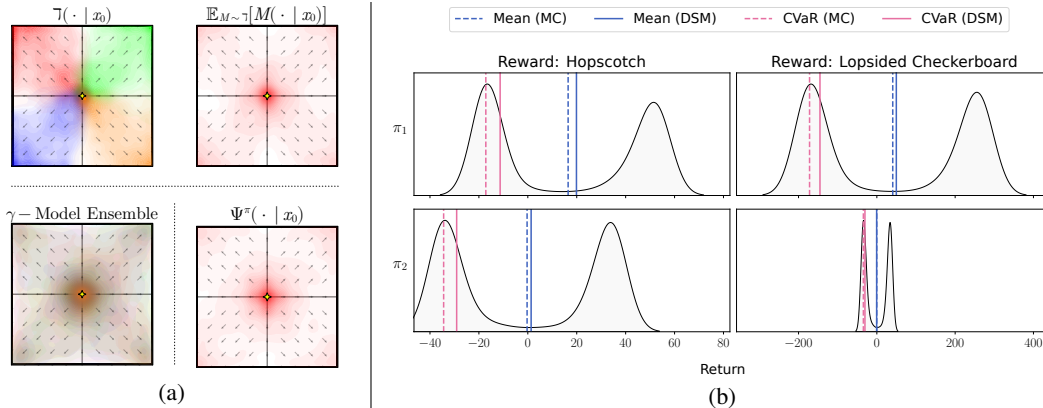 ℸ( · | x₀)
𝔼_{M∼ℸ}[M( · | x₀)]
γ − Model Ensemble
Ψ^π( · | x₀)
(a)
Mean (MC) Mean (DSM) CVaR (MC) CVaR (DSM)
Reward: Hopscotch Reward: Lopsided Checkerboard
π₁
π₂
−40 −20 0 20 40 60 80 −200 0 200 400
Return
(b)